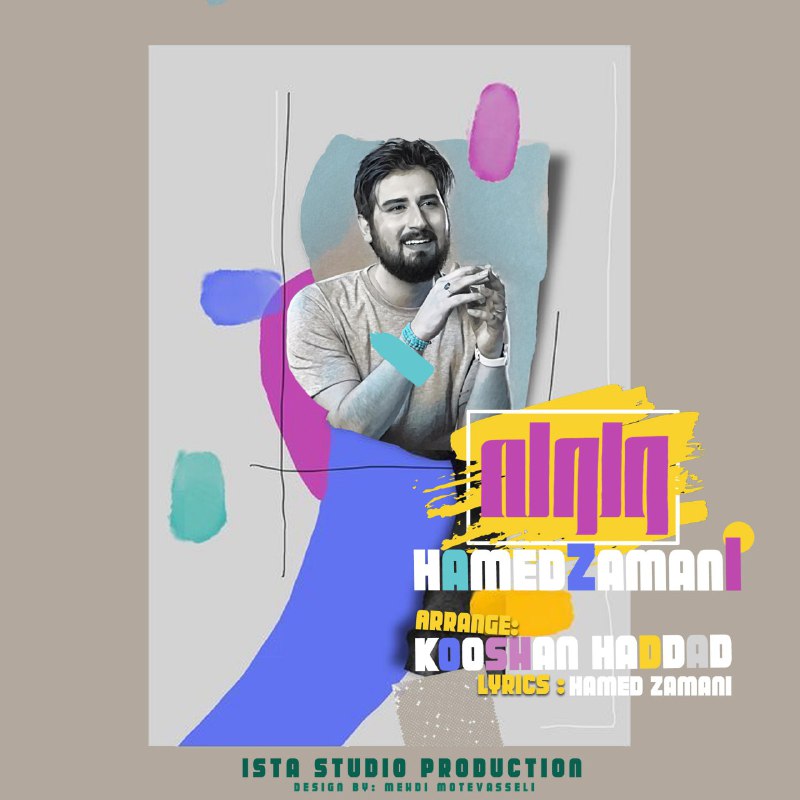 HAMEDZAMANI
ARRANGE:
KOOSHAN HADDAD
LYRICS : HAMED ZAMANI
ISTA STUDIO PRODUCTION
DESIGN BY: MEHDI MOTEVASSELI